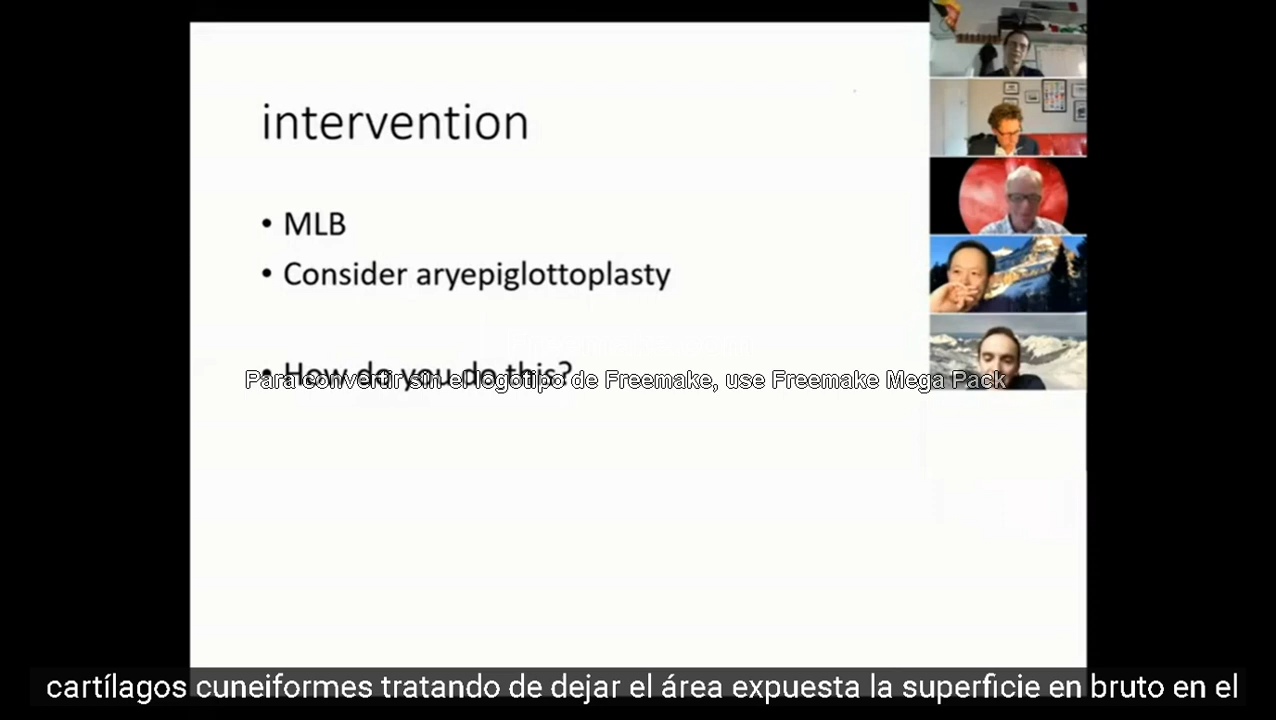 intervention
• MLB
• Consider aryepiglottoplasty
• How do you do this?
Para convertir sin el logotipo de Freemake, use Freemake Mega Pack
cartílagos cuneiformes tratando de dejar el área expuesta la superficie en bruto en el